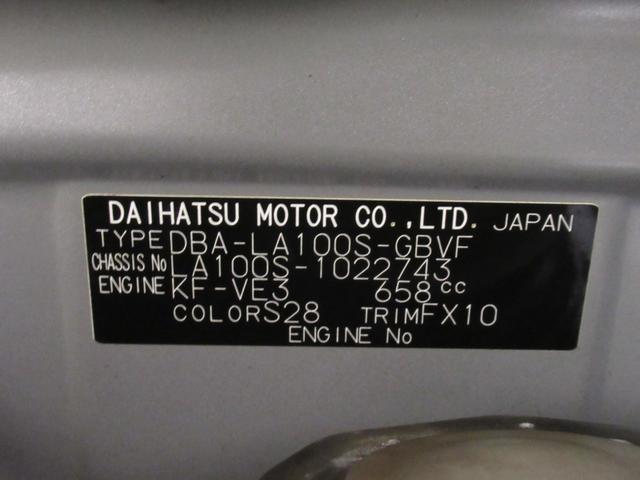 DAIHATSU MOTOR CO.,LTD. JAPAN
TYPE DBA-LA100S-GBVF
CHASSIS No LA100S-1022743
ENGINE KF-VE3 658cc
COLOR S28 TRIM FX10
ENGINE No